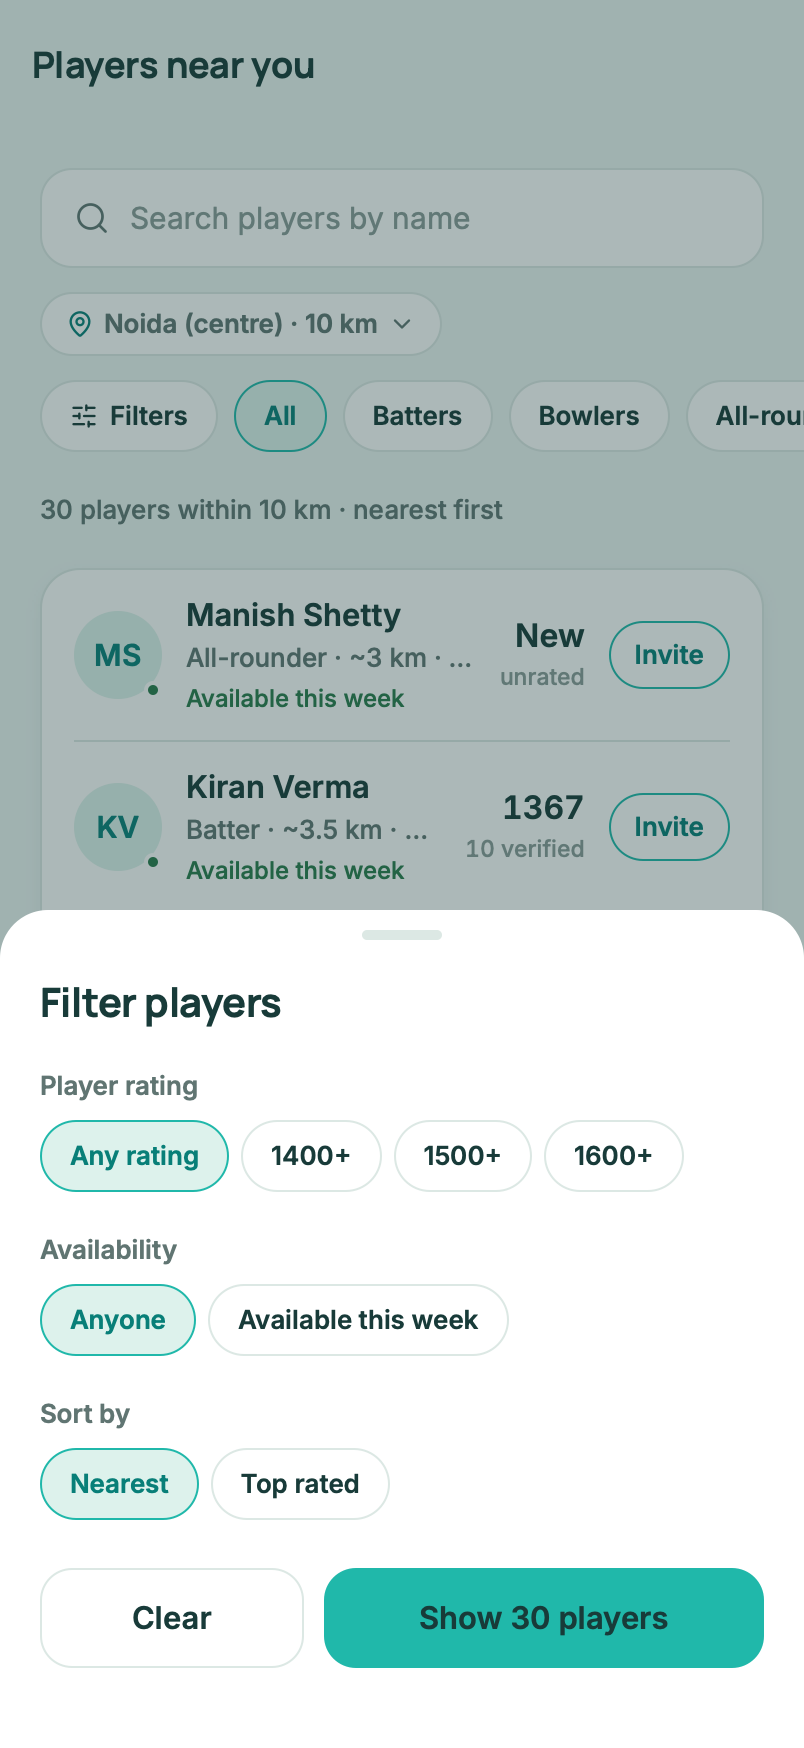 Players near you
Search players by name
Noida (centre) · 10 km
Filters
All
Batters
Bowlers
All-rou
30 players within 10 km · nearest first
MS
Manish Shetty
All-rounder · ~3 km · ...
Available this week
New
unrated
Invite
KV
Kiran Verma
Batter · ~3.5 km · ...
Available this week
1367
10 verified
Invite
Filter players
Player rating
Any rating
1400+
1500+
1600+
Availability
Anyone
Available this week
Sort by
Nearest
Top rated
Clear
Show 30 players